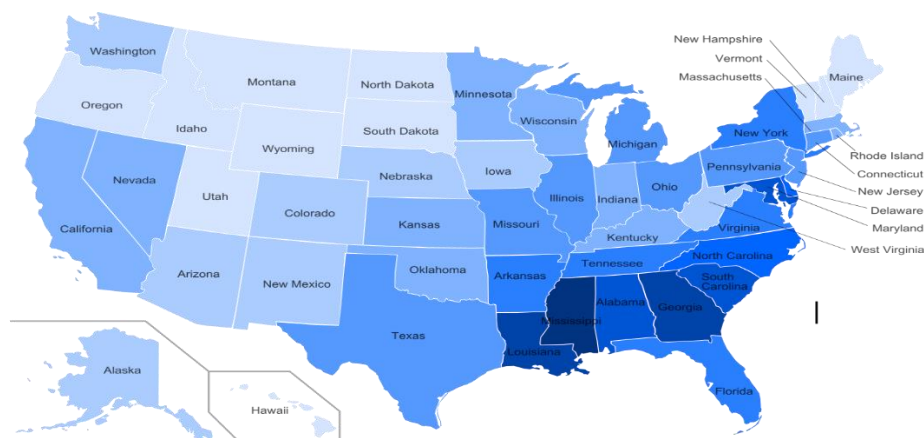 Washington
Oregon
California
Nevada
Idaho
Montana
Wyoming
Utah
Colorado
Arizona
New Mexico
North Dakota
South Dakota
Nebraska
Kansas
Oklahoma
Texas
Minnesota
Iowa
Missouri
Arkansas
Louisiana
Wisconsin
Illinois
Michigan
Indiana
Ohio
Kentucky
Tennessee
Mississippi
Alabama
Georgia
Florida
South
Carolina
North Carolina
Virginia
Pennsylvania
New York
New Hampshire
Vermont
Massachusetts
Maine
Rhode Island
Connecticut
New Jersey
Delaware
Maryland
West Virginia
Alaska
Hawaii